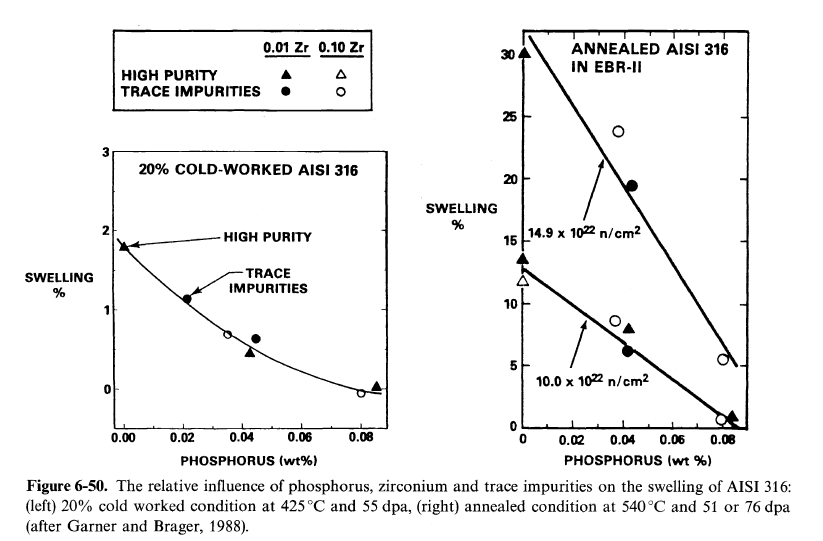 0.01 Zr 0.10 Zr
HIGH PURITY ▲ △
TRACE IMPURITIES ● ○
20% COLD-WORKED AISI 316
3
2
1
0
SWELLING
%
HIGH PURITY
TRACE
IMPURITIES
0.00 0.02 0.04 0.06 0.08
PHOSPHORUS (wt%)
ANNEALED AISI 316
IN EBR-II
30
25
20
15
10
5
0
SWELLING
%
14.9 x 10²² n/cm²
10.0 x 10²² n/cm²
0 0.02 0.04 0.06 0.08
PHOSPHORUS (wt %)
Figure 6-50. The relative influence of phosphorus, zirconium and trace impurities on the swelling of AISI 316:
(left) 20% cold worked condition at 425 °C and 55 dpa, (right) annealed condition at 540 °C and 51 or 76 dpa
(after Garner and Brager, 1988).